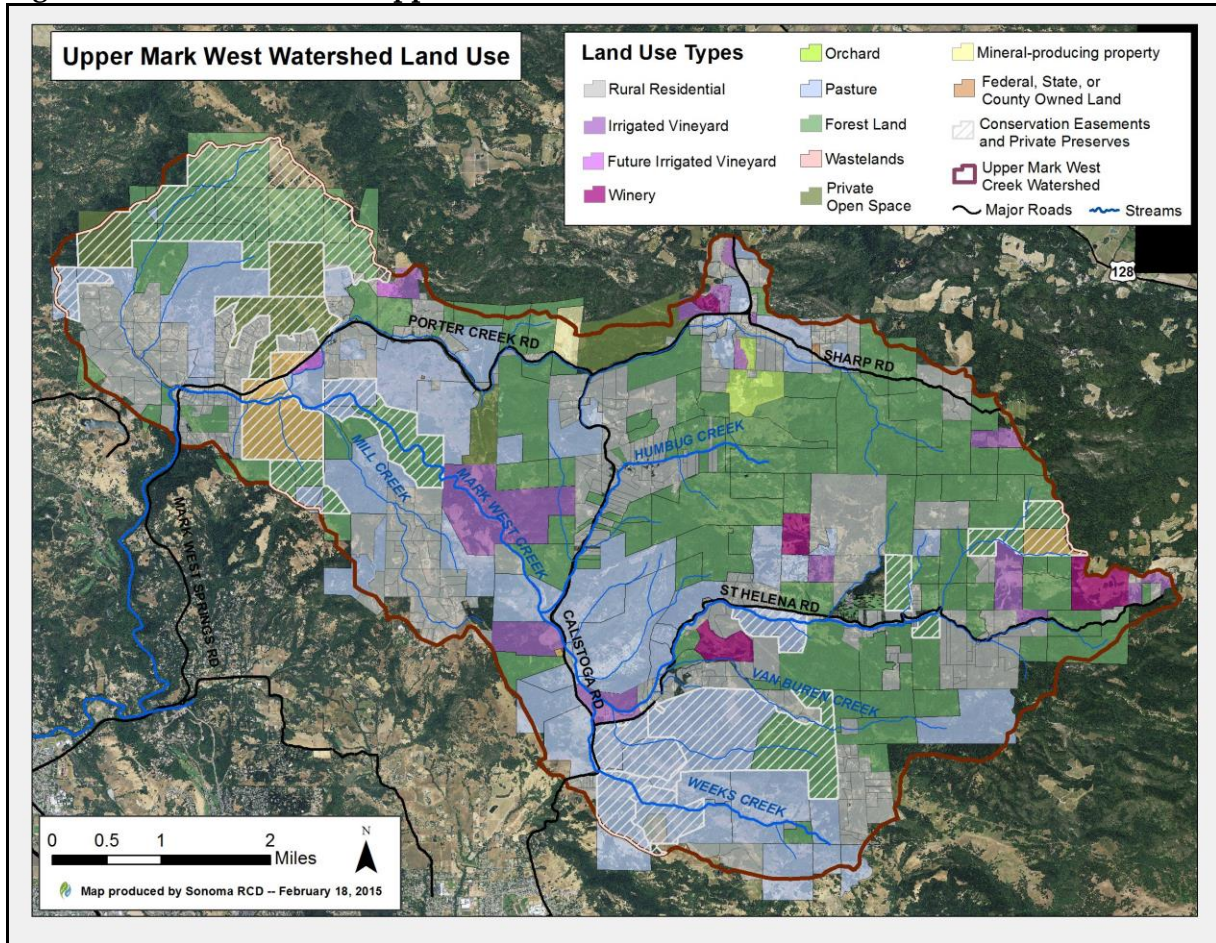 Upper Mark West Watershed Land Use
Land Use Types
Rural Residential
Irrigated Vineyard
Future Irrigated Vineyard
Winery
Orchard
Pasture
Forest Land
Wastelands
Private
Open Space
Mineral-producing property
Federal, State, or
County Owned Land
Conservation Easements
and Private Preserves
Upper Mark West
Creek Watershed
Major Roads
Streams
128
PORTER CREEK RD
SHARP RD
HUMBUG CREEK
MILL CREEK
MARK WEST CREEK
MARK WEST SPRINGS RD
ST HELENA RD
CALISTOGA RD
VAN BUREN CREEK
WEEKS CREEK
0 0.5 1 2
Miles
N
Map produced by Sonoma RCD -- February 18, 2015